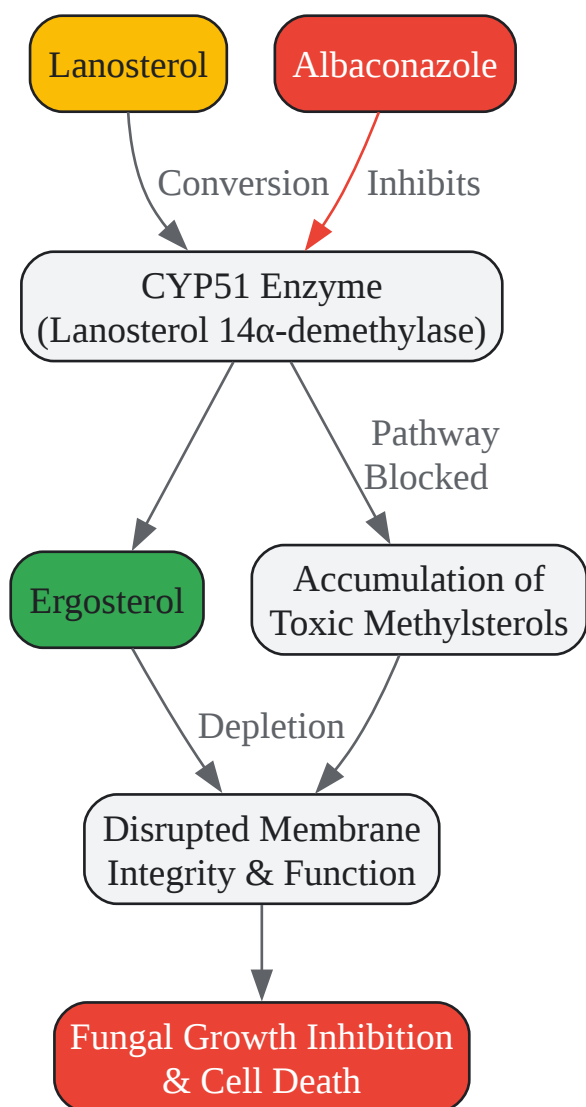 Lanosterol
Albaconazole
Conversion
Inhibits
CYP51 Enzyme
(Lanosterol 14α-demethylase)
Pathway
Blocked
Ergosterol
Accumulation of
Toxic Methylsterols
Depletion
Disrupted Membrane
Integrity & Function
Fungal Growth Inhibition
& Cell Death